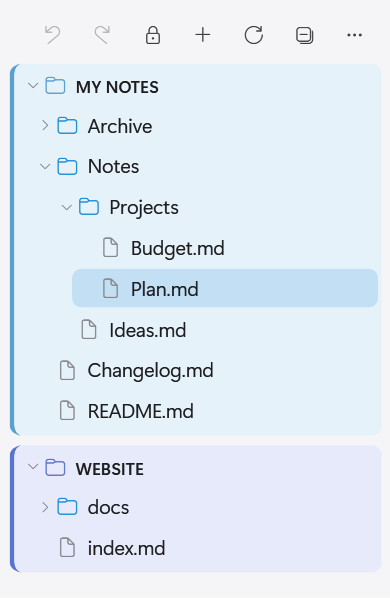 MY NOTES
Archive
Notes
Projects
Budget.md
Plan.md
Ideas.md
Changelog.md
README.md
WEBSITE
docs
index.md